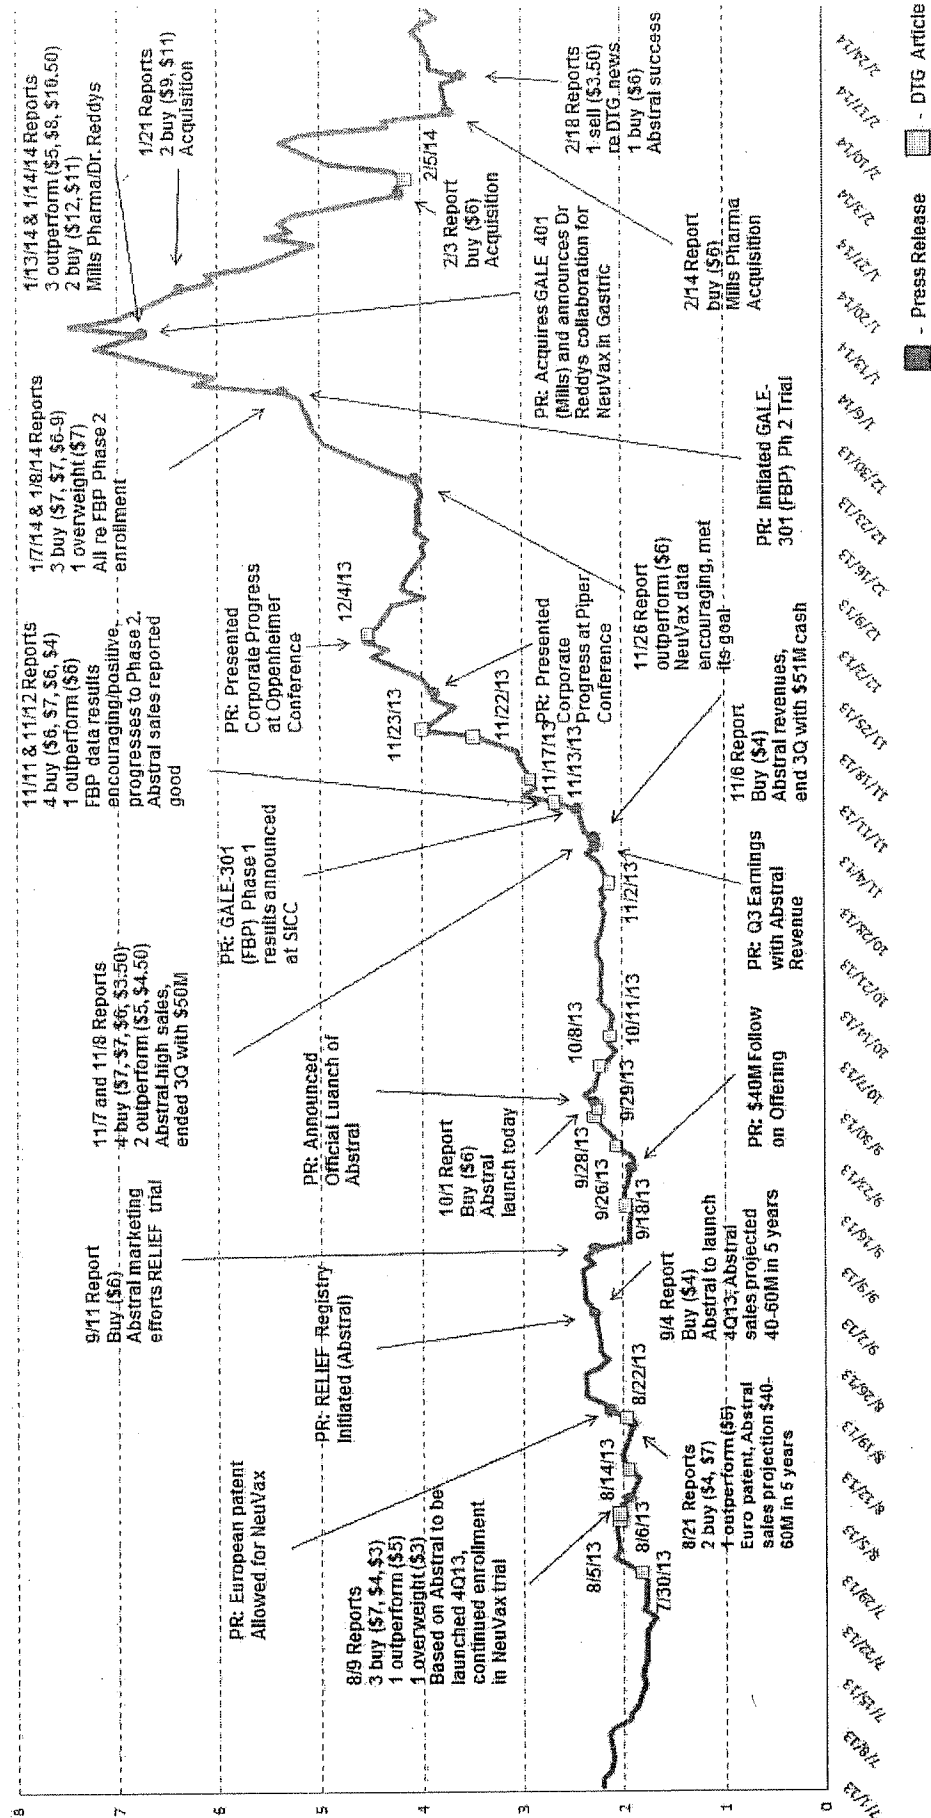 8
7
6
5
4
3
2
1
0
9/11 Report
Buy ($6)
Abstral marketing
efforts RELIEF trial
11/7 and 11/8 Reports
4 buy ($7, $7, $6, $3.50)
2 outperform ($5, $4.50)
Abstral high sales,
ended 3Q with $50M
11/11 & 11/12 Reports
4 buy ($6, $7, $6, $4)
1 outperform ($6)
FBP data results
encouraging/positive,
progresses to Phase 2.
Abstral sales reported
good
1/7/14 & 1/8/14 Reports
3 buy ($7, $7, $6-9)
1 overweight ($7)
All re FBP Phase 2
enrollment
1/13/14 & 1/14/14 Reports
3 outperform ($5, $8, $10.50)
2 buy ($12, $11)
Mills Pharma/Dr. Reddys
1/21 Reports
2 buy ($9, $11)
Acquisition
PR: European patent
Allowed for NeuVax
PR: RELIEF Registry
Initiated (Abstral)
PR: Announced
Official Luanch of
Abstral
PR: GALE-301
(FBP) Phase 1
results announced
at SICC
PR: Presented
Corporate Progress
at Oppenheimer
Conference
12/4/13
8/9 Reports
3 buy ($7, $4, $3)
1 outperform ($5)
1 overweight ($3)
Based on Abstral to be
launched 4Q13,
continued enrollment
in NeuVax trial
10/1 Report
Buy ($6)
Abstral
launch today
11/23/13
11/22/13
2/3 Report
buy ($6)
Acquisition
2/5/14
PR: Presented
Corporate
Progress at Piper
Conference
PR: Acquires GALE 401
(Mills) and announces Dr
Reddys collaboration for
NeuVax in Gastric
2/18 Reports
1 sell ($3.50)
re DTG news
1 buy ($6)
Abstral success
7/30/13
8/5/13
8/6/13
8/14/13
8/22/13
9/18/13
9/26/13
9/28/13
9/29/13
10/8/13
10/11/13
11/2/13
11/13/13
11/17/13
11/26 Report
outperform ($6)
NeuVax data
encouraging, met
its goal
2/14 Report
buy ($6)
Mills Pharma
Acquisition
8/21 Reports
2 buy ($4, $7)
1 outperform ($5)
Euro patent, Abstral
sales projection $40-
60M in 5 years
9/4 Report
Buy ($4)
Abstral to launch
4Q13; Abstral
sales projected
40-60M in 5 years
PR: $40M Follow
on Offering
PR: Q3 Earnings
with Abstral
Revenue
11/6 Report
Buy ($4)
Abstral revenues,
end 3Q with $51M cash
PR: Initiated GALE-
301 (FBP) Ph 2 Trial
7/1/13
7/8/13
7/15/13
7/22/13
7/29/13
8/5/13
8/12/13
8/19/13
8/26/13
9/2/13
9/9/13
9/16/13
9/23/13
9/30/13
10/7/13
10/14/13
10/21/13
10/28/13
11/4/13
11/11/13
11/18/13
11/25/13
12/2/13
12/9/13
12/16/13
12/23/13
12/30/13
1/6/14
1/13/14
1/20/14
1/27/14
2/3/14
2/10/14
2/17/14
2/24/14
- Press Release
- DTG Article